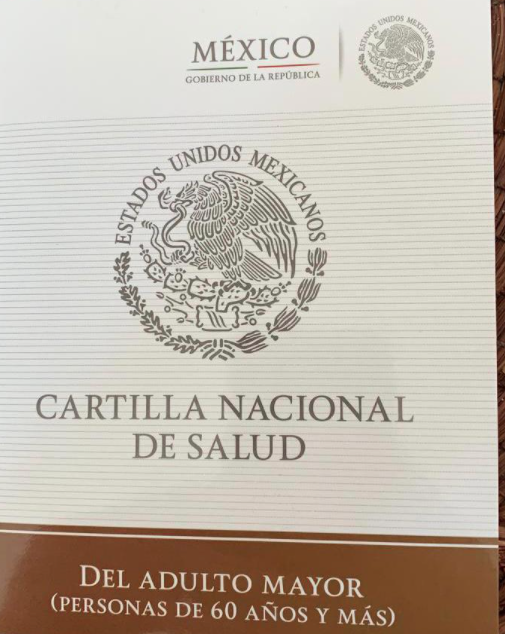 MÉXICO
GOBIERNO DE LA REPÚBLICA
ESTADOS UNIDOS MEXICANOS
ESTADOS UNIDOS MEXICANOS
CARTILLA NACIONAL
DE SALUD
DEL ADULTO MAYOR
(PERSONAS DE 60 AÑOS Y MÁS)